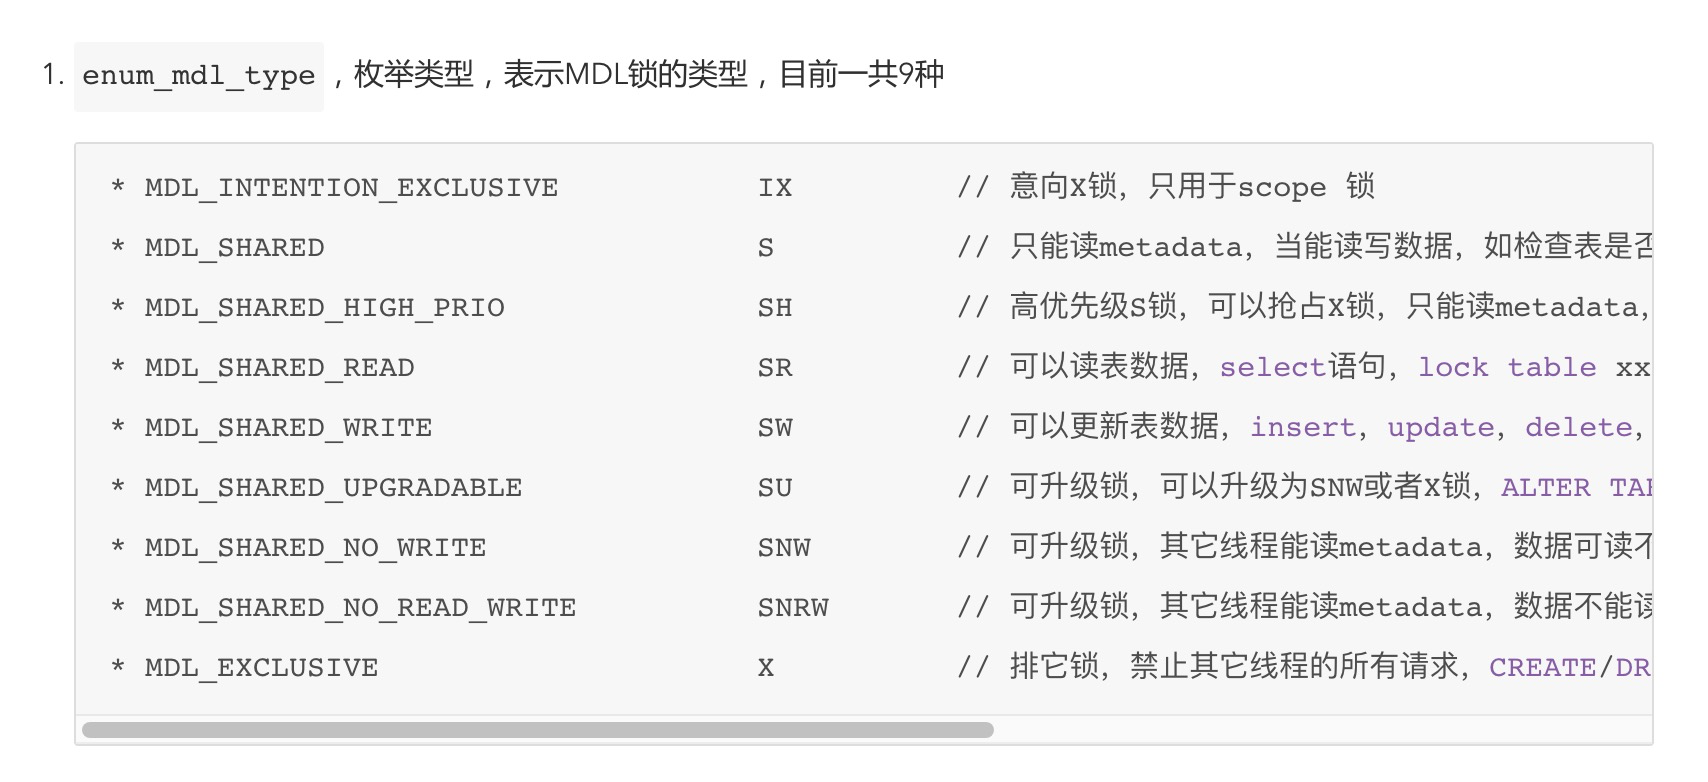 1. enum_mdl_type ，枚举类型，表示MDL锁的类型，目前一共9种
* MDL_INTENTION_EXCLUSIVE IX // 意向X锁，只用于scope 锁
* MDL_SHARED S // 只能读metadata，当能读写数据，如检查表是否
* MDL_SHARED_HIGH_PRIO SH // 高优先级S锁，可以抢占X锁，只能读metadata，
* MDL_SHARED_READ SR // 可以读表数据，select语句，lock table xx
* MDL_SHARED_WRITE SW // 可以更新表数据，insert，update，delete，
* MDL_SHARED_UPGRADABLE SU // 可升级锁，可以升级为SNW或者X锁，ALTER TAB
* MDL_SHARED_NO_WRITE SNW // 可升级锁，其它线程能读metadata，数据可读不
* MDL_SHARED_NO_READ_WRITE SNRW // 可升级锁，其它线程能读metadata，数据不能读
* MDL_EXCLUSIVE X // 排它锁，禁止其它线程的所有请求，CREATE/DR